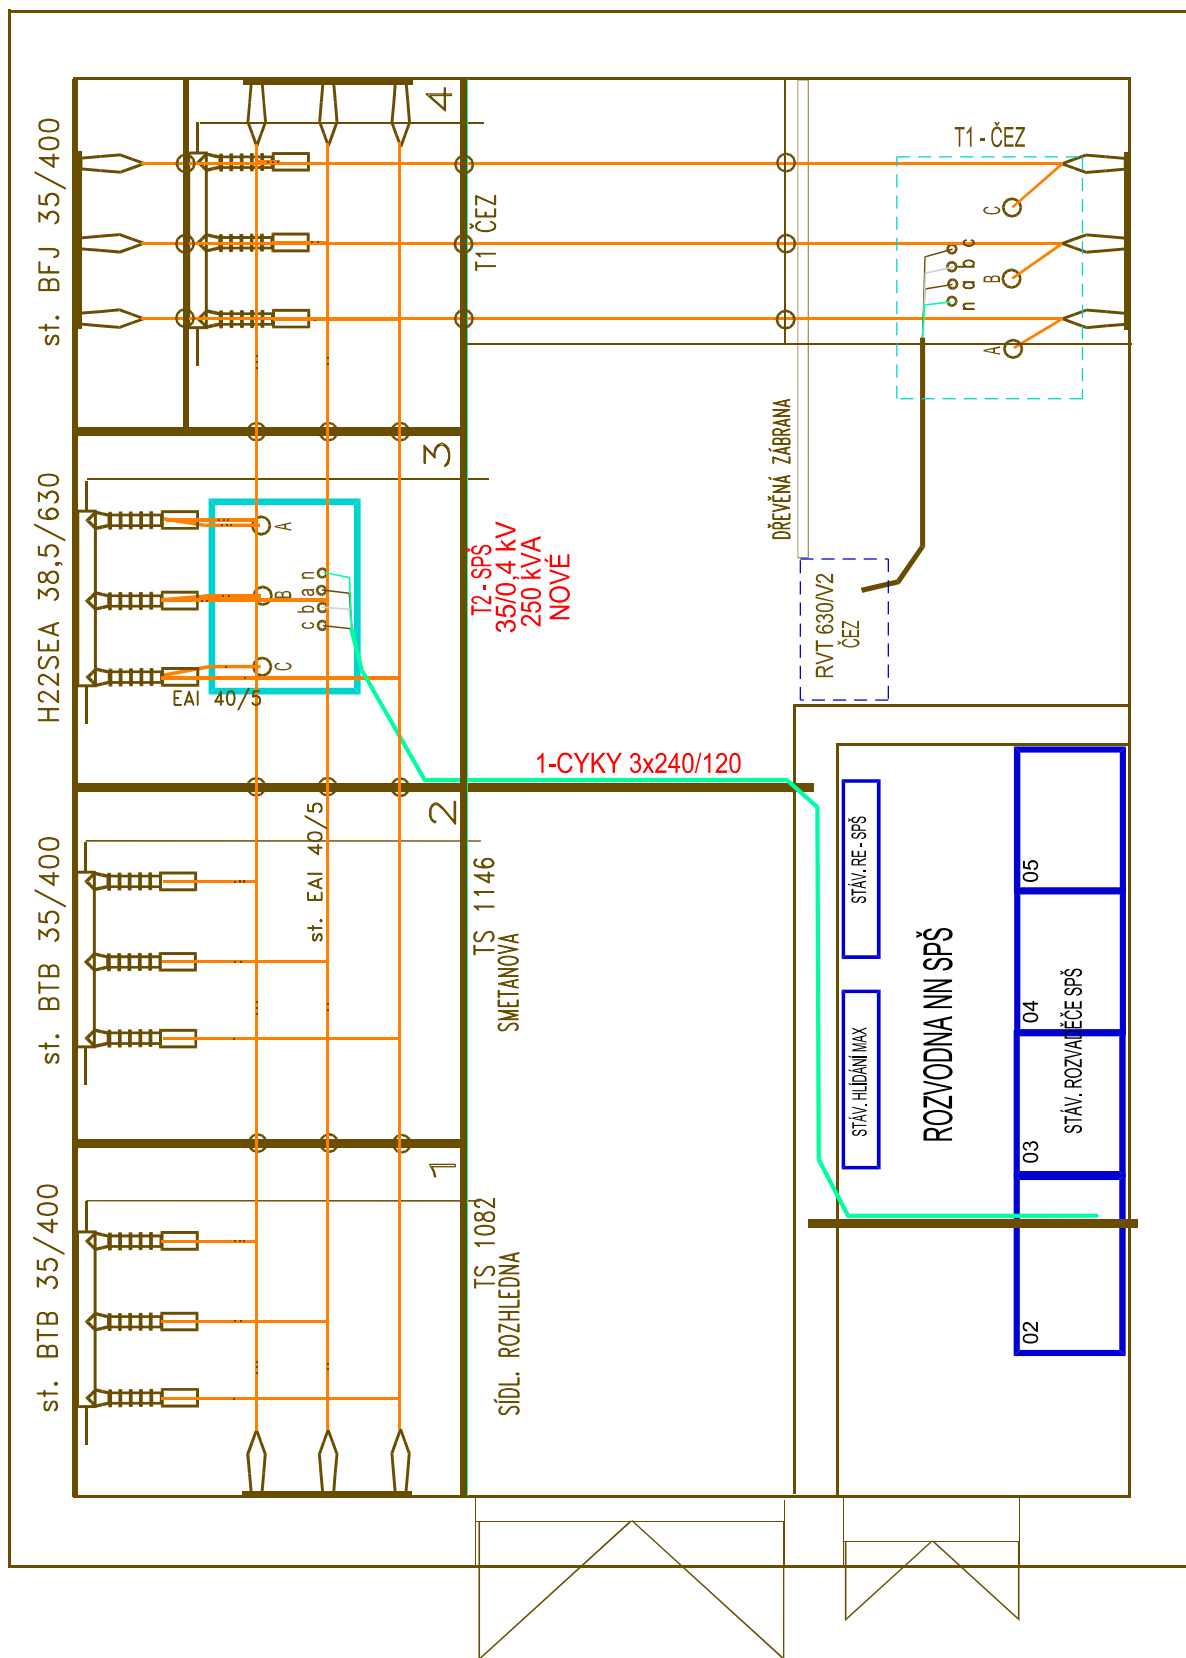 4
T1 - ČEZ
st. BFJ 35/400
T1 ČEZ
C
B
A
c
b
a
n
3
DŘEVĚNÁ ZÁBRANA
H22SEA 38,5/630
A
B
C
n
a
b
c
EAI 40/5
T2 - SPŠ
35/0,4 kV
250 kVA
NOVÉ
RVT 630/V2
ČEZ
1-CYKY 3x240/120
2
st. BTB 35/400
st. EAI 40/5
TS 1146
SMETANOVA
STÁV. RE - SPŠ
STÁV. HLÍDÁNÍ MAX
ROZVODNA NN SPŠ
05
04
03
02
STÁV. ROZVADĚČE SPŠ
1
st. BTB 35/400
TS 1082
SÍDL. ROZHLEDNA